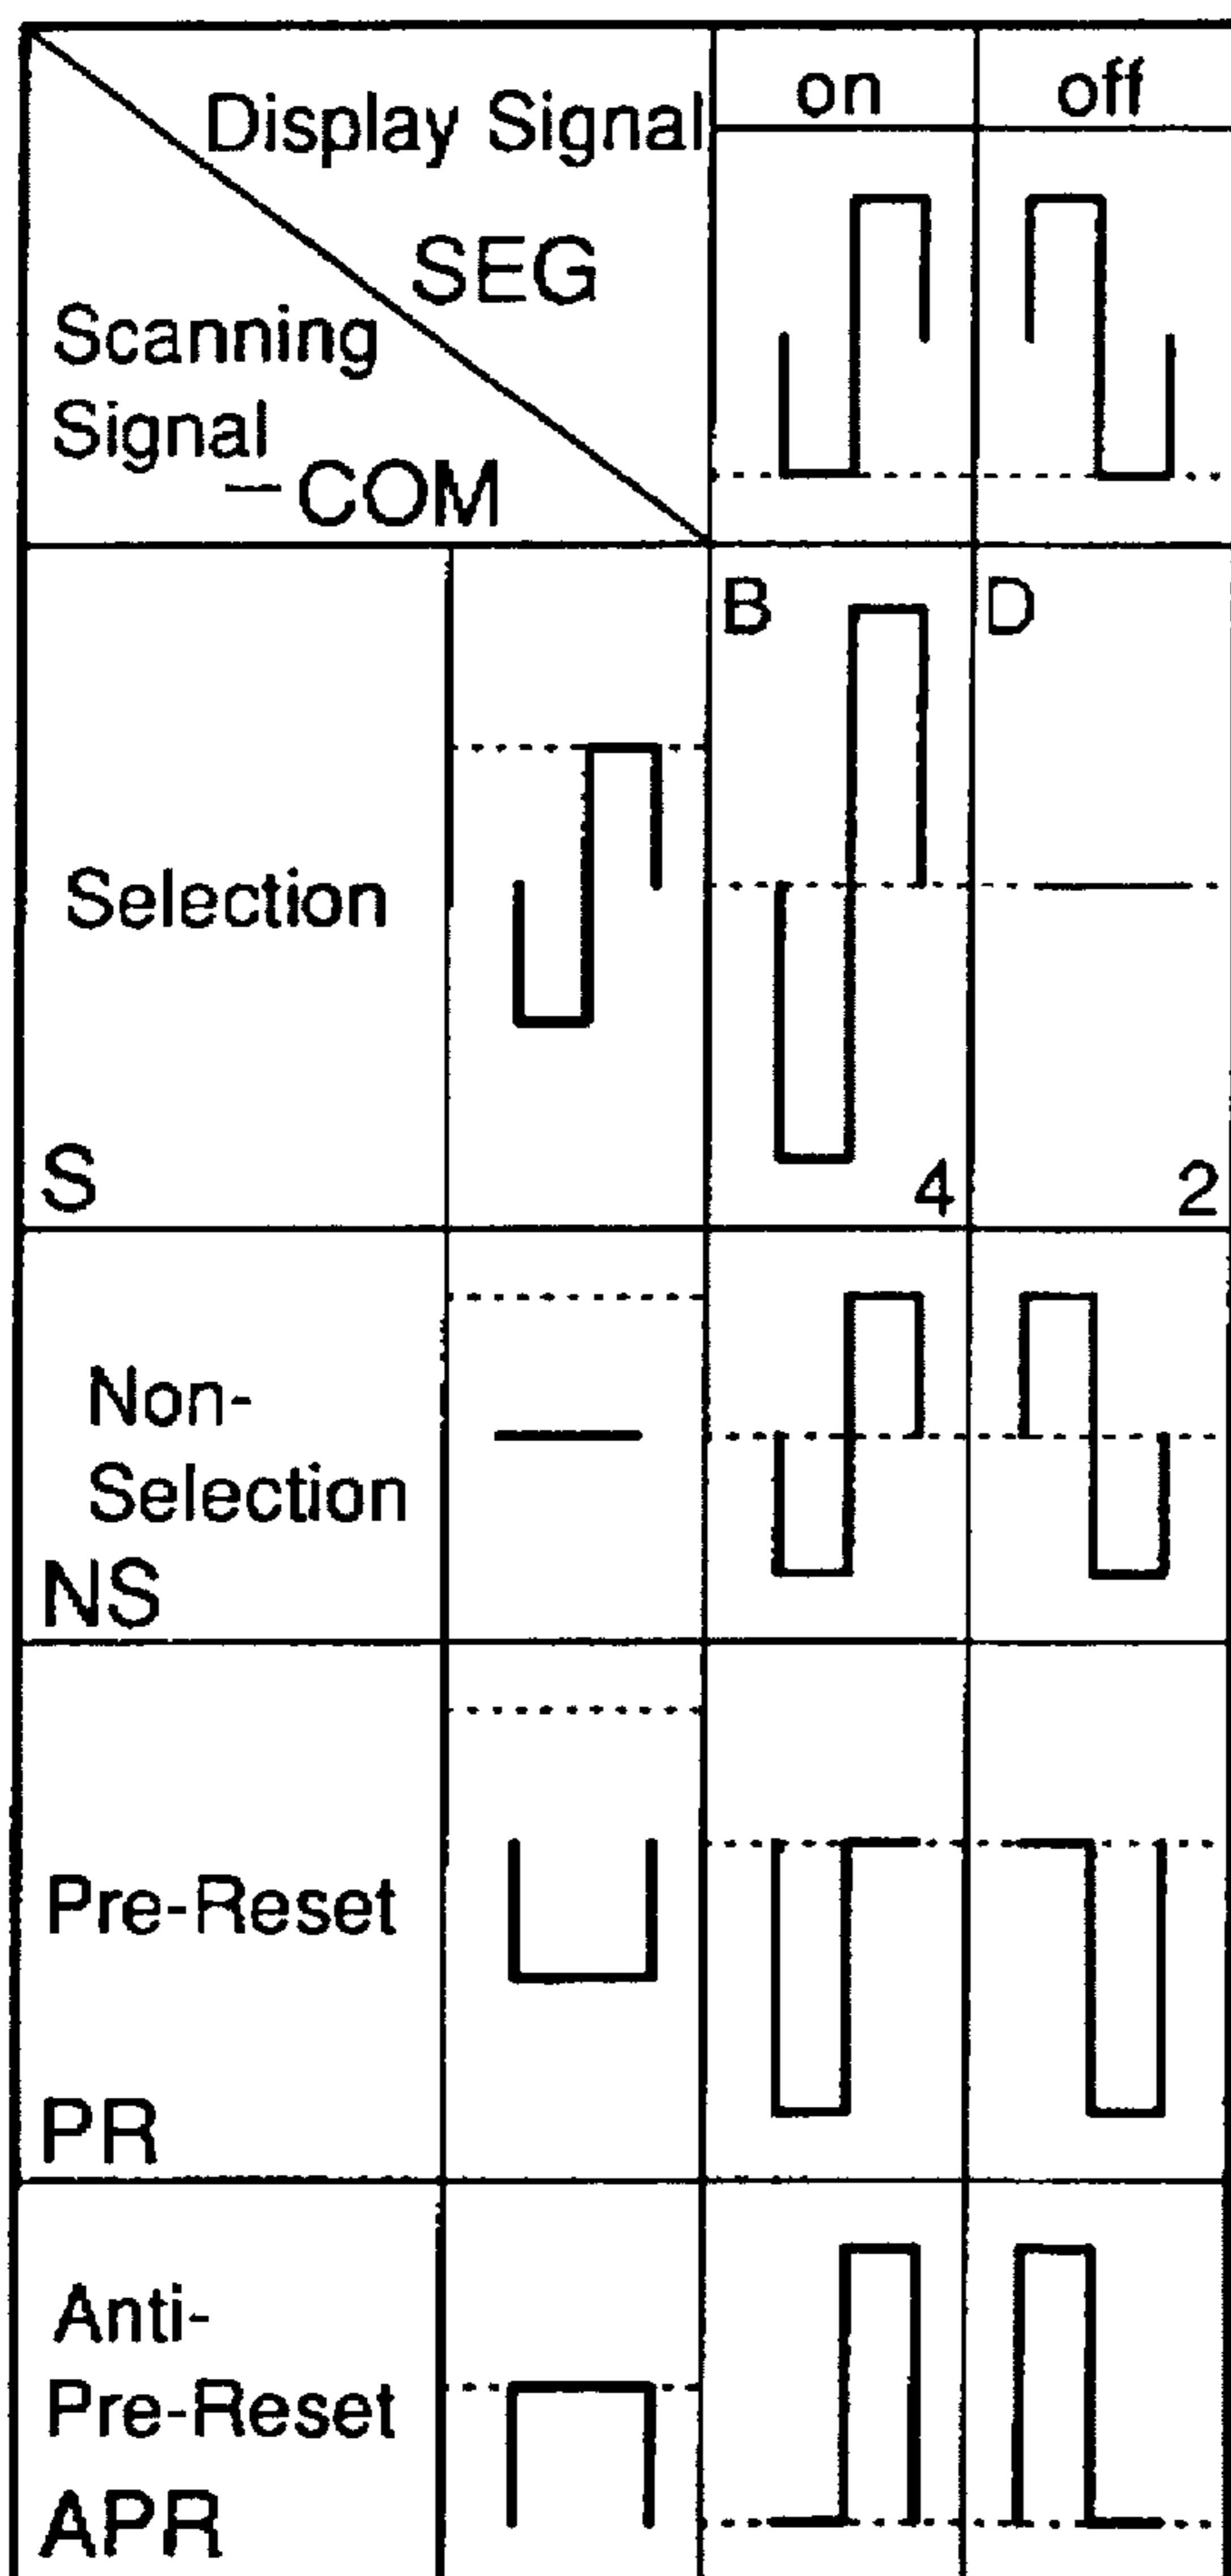 Display Signal
on
off
SEG
Scanning
Signal
−COM
B
D
Selection
S
4
2
Non-
Selection
NS
Pre-Reset
PR
Anti-
Pre-Reset
APR